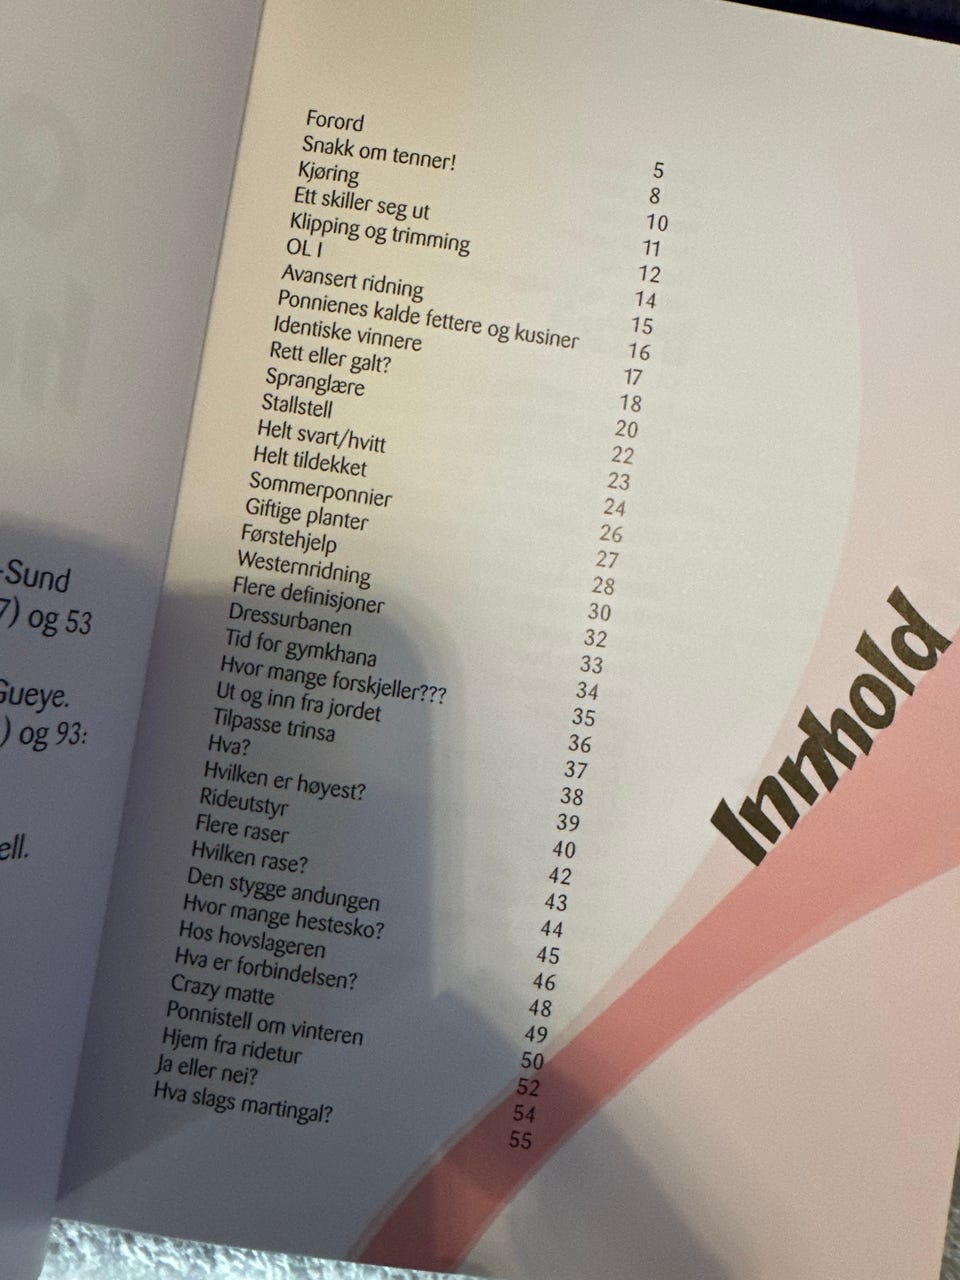 -Sund
7) og 53
Gueye.
) og 93:
ell.
Innhold
Forord 5
Snakk om tenner! 8
Kjøring 10
Ett skiller seg ut 11
Klipping og trimming 12
OL I 14
Avansert ridning 15
Ponnienes kalde fettere og kusiner 16
Identiske vinnere 17
Rett eller galt? 18
Spranglære 20
Stallstell 22
Helt svart/hvitt 23
Helt tildekket 24
Sommerponnier 26
Giftige planter 27
Førstehjelp 28
Westernridning 30
Flere definisjoner 32
Dressurbanen 33
Tid for gymkhana 34
Hvor mange forskjeller??? 35
Ut og inn fra jordet 36
Tilpasse trinsa 37
Hva? 38
Hvilken er høyest? 39
Rideutstyr 40
Flere raser 42
Hvilken rase? 43
Den stygge andungen 44
Hvor mange hestesko? 45
Hos hovslageren 46
Hva er forbindelsen? 48
Crazy matte 49
Ponnistell om vinteren 50
Hjem fra ridetur 52
Ja eller nei? 54
Hva slags martingal? 55